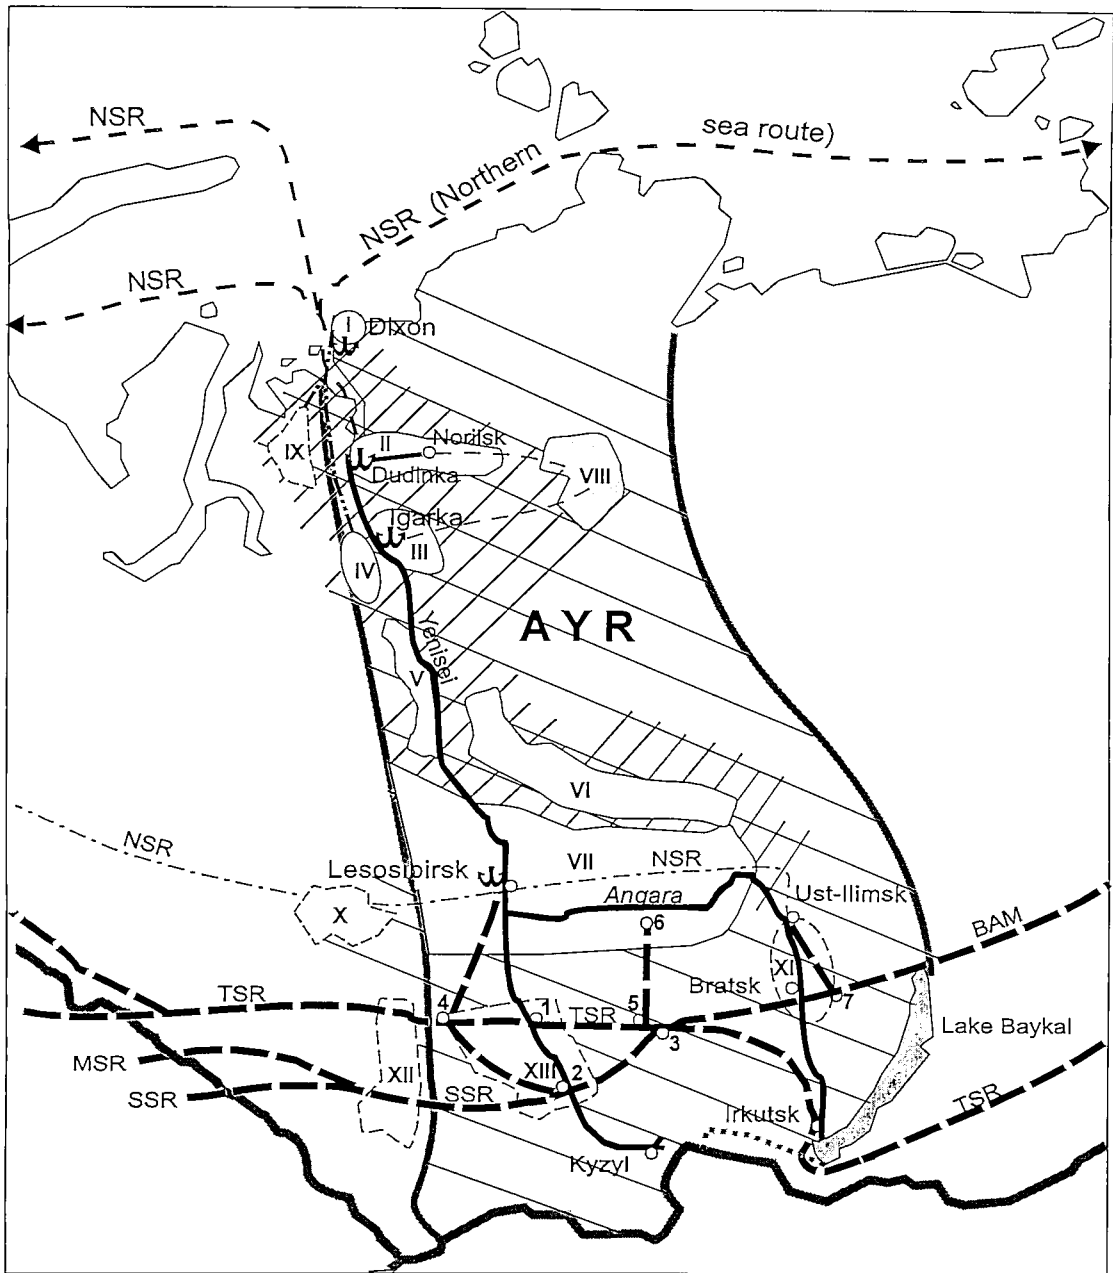 NSR
sea route)
NSR (Northern
NSR
I
Dixon
II
Norilsk
IX
Dudinka
VIII
Igarka
III
IV
AYR
Yenisei
V
VI
NSR
VII
NSR
Lesosibirsk
Angara
Ust-Ilimsk
X
6
BAM
XI
Bratsk
TSR
4
1
TSR
5
7
3
Lake Baykal
MSR
XII
XIII
2
SSR
SSR
TSR
Irkutsk
Kyzyl